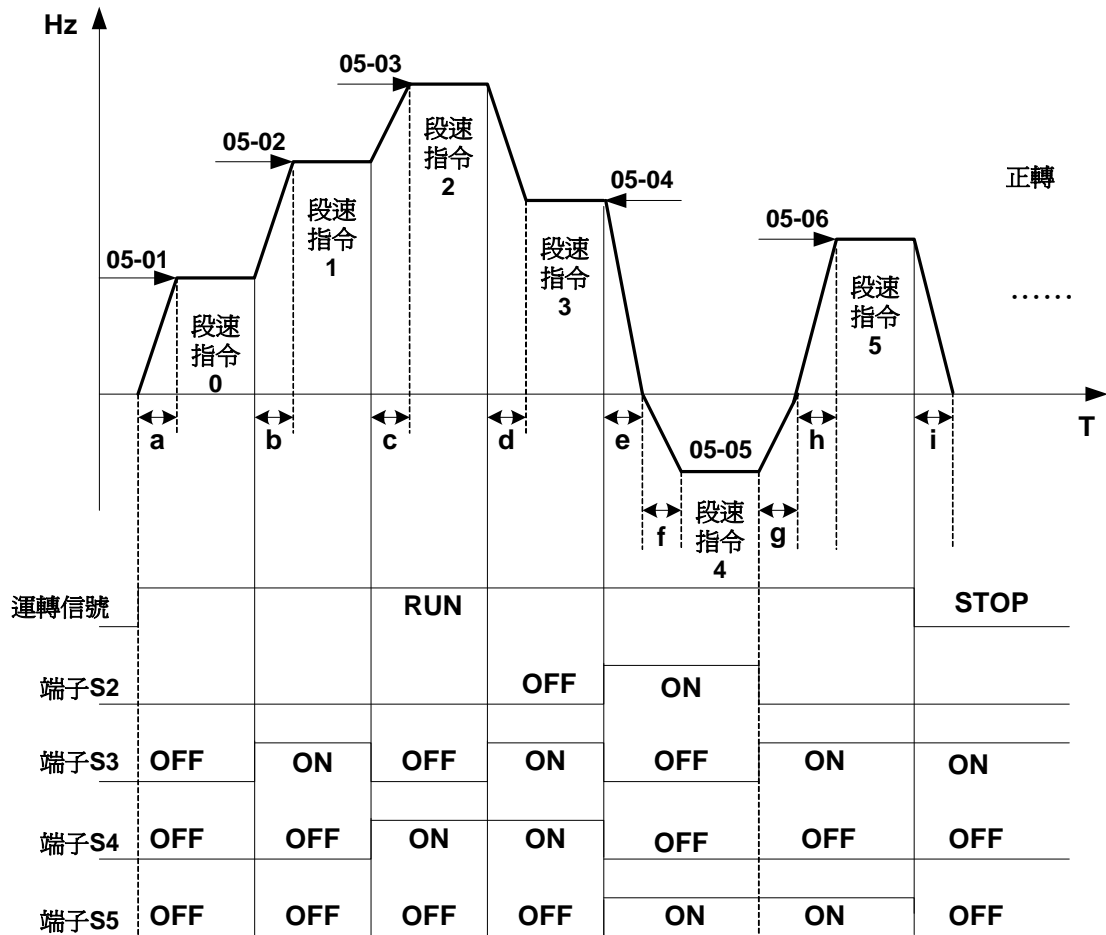 Hz
05-03
05-02
05-01
05-04
05-06
正轉
段速
指令
0
段速
指令
1
段速
指令
2
段速
指令
3
段速
指令
5
......
a
b
c
d
e
05-05
h
i
T
f
段速
指令
4
g
運轉信號
RUN
STOP
端子S2
OFF
ON
端子S3 OFF ON OFF ON OFF ON ON
端子S4 OFF OFF ON ON OFF OFF OFF
端子S5 OFF OFF OFF OFF ON ON OFF